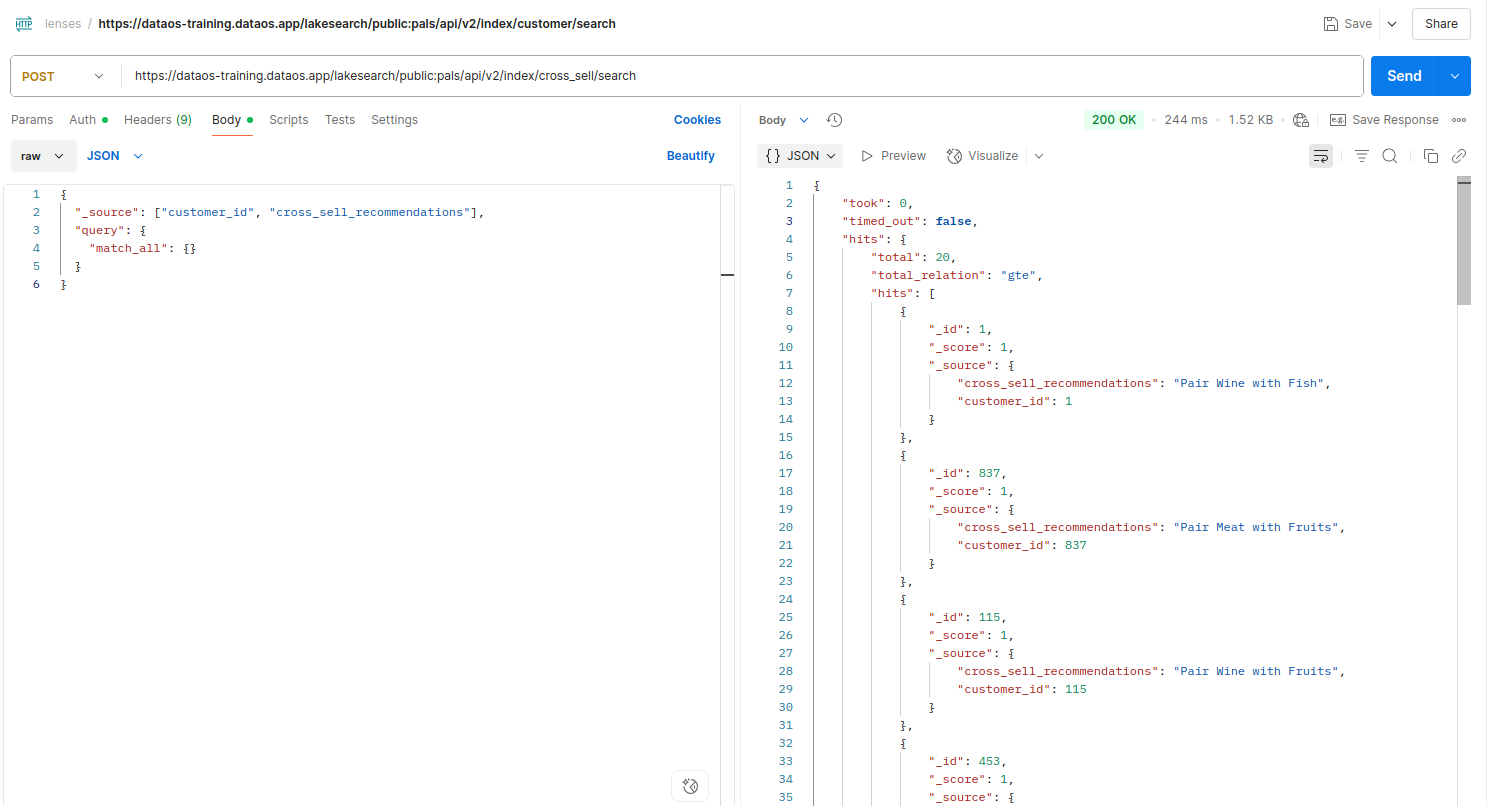 HTTP lenses / https://dataos-training.dataos.app/lakesearch/public:pals/api/v2/index/customer/search Save Share
POST https://dataos-training.dataos.app/lakesearch/public:pals/api/v2/index/cross_sell/search Send
Params Auth Headers (9) Body Scripts Tests Settings Cookies
raw JSON Beautify
1 {
2 "_source": ["customer_id", "cross_sell_recommendations"],
3 "query": {
4 "match_all": {}
5 }
6 }
Body 200 OK 244 ms 1.52 KB e.g. Save Response
{} JSON Preview Visualize
1 {
2 "took": 0,
3 "timed_out": false,
4 "hits": {
5 "total": 20,
6 "total_relation": "gte",
7 "hits": [
8 {
9 "_id": 1,
10 "_score": 1,
11 "_source": {
12 "cross_sell_recommendations": "Pair Wine with Fish",
13 "customer_id": 1
14 }
15 },
16 {
17 "_id": 837,
18 "_score": 1,
19 "_source": {
20 "cross_sell_recommendations": "Pair Meat with Fruits",
21 "customer_id": 837
22 }
23 },
24 {
25 "_id": 115,
26 "_score": 1,
27 "_source": {
28 "cross_sell_recommendations": "Pair Wine with Fruits",
29 "customer_id": 115
30 }
31 },
32 {
33 "_id": 453,
34 "_score": 1,
35 "_source": {